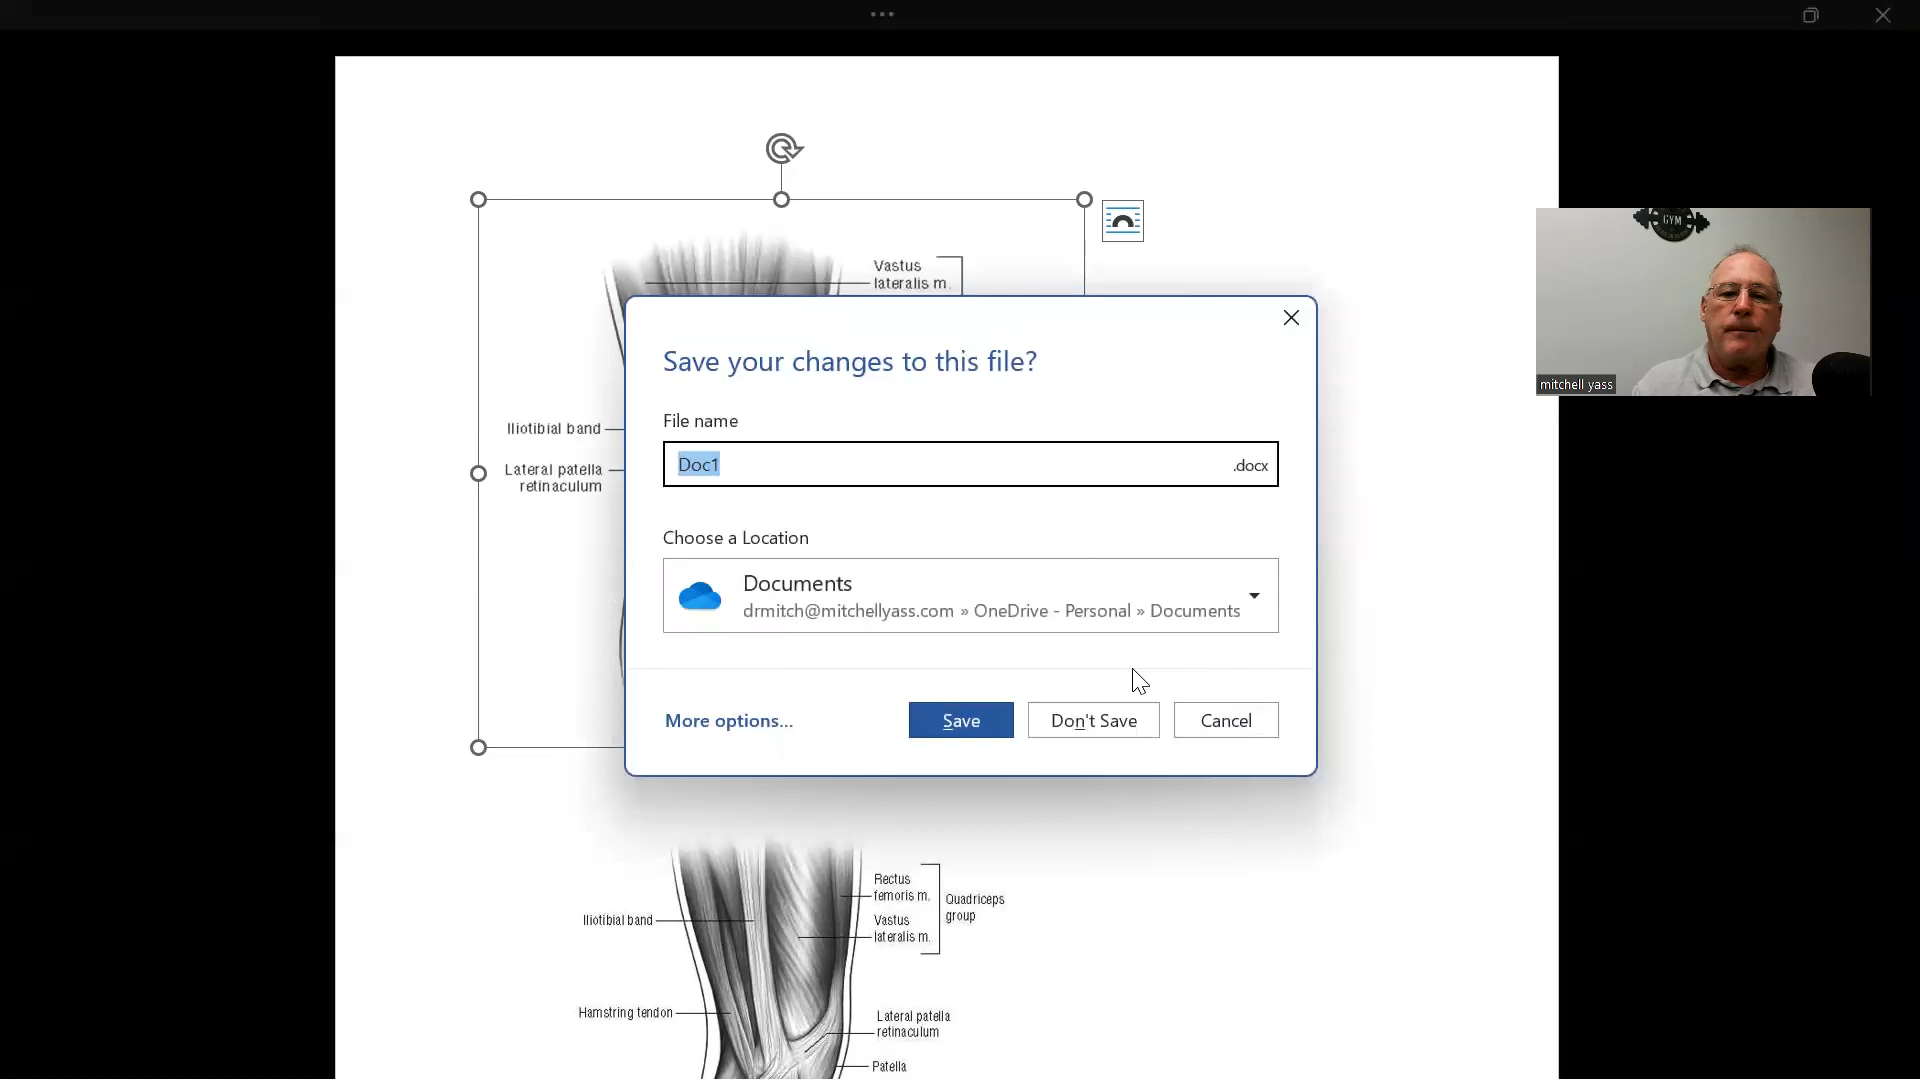 GYM
Vastus
lateralis m.
Save your changes to this file?
File name
Doc1
.docx
Iliotibial band
Lateral patella
retinaculum
Choose a Location
Documents
drmitch@mitchellyass.com » OneDrive - Personal » Documents
More options...
Save
Don't Save
Cancel
mitchell yass
Rectus
femoris m.
Vastus
lateralis m.
Quadriceps
group
Iliotibial band
Hamstring tendon
Lateral patella
retinaculum
Patella